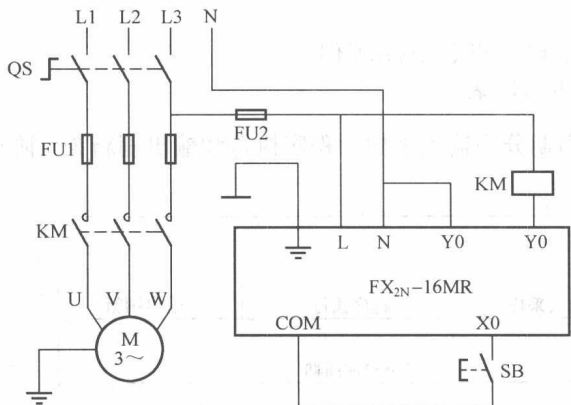 L1 L2 L3 N
QS
FU2
FU1
KM
KM
L N Y0 Y0
FX2N-16MR
U V W
COM X0
M
3~
SB